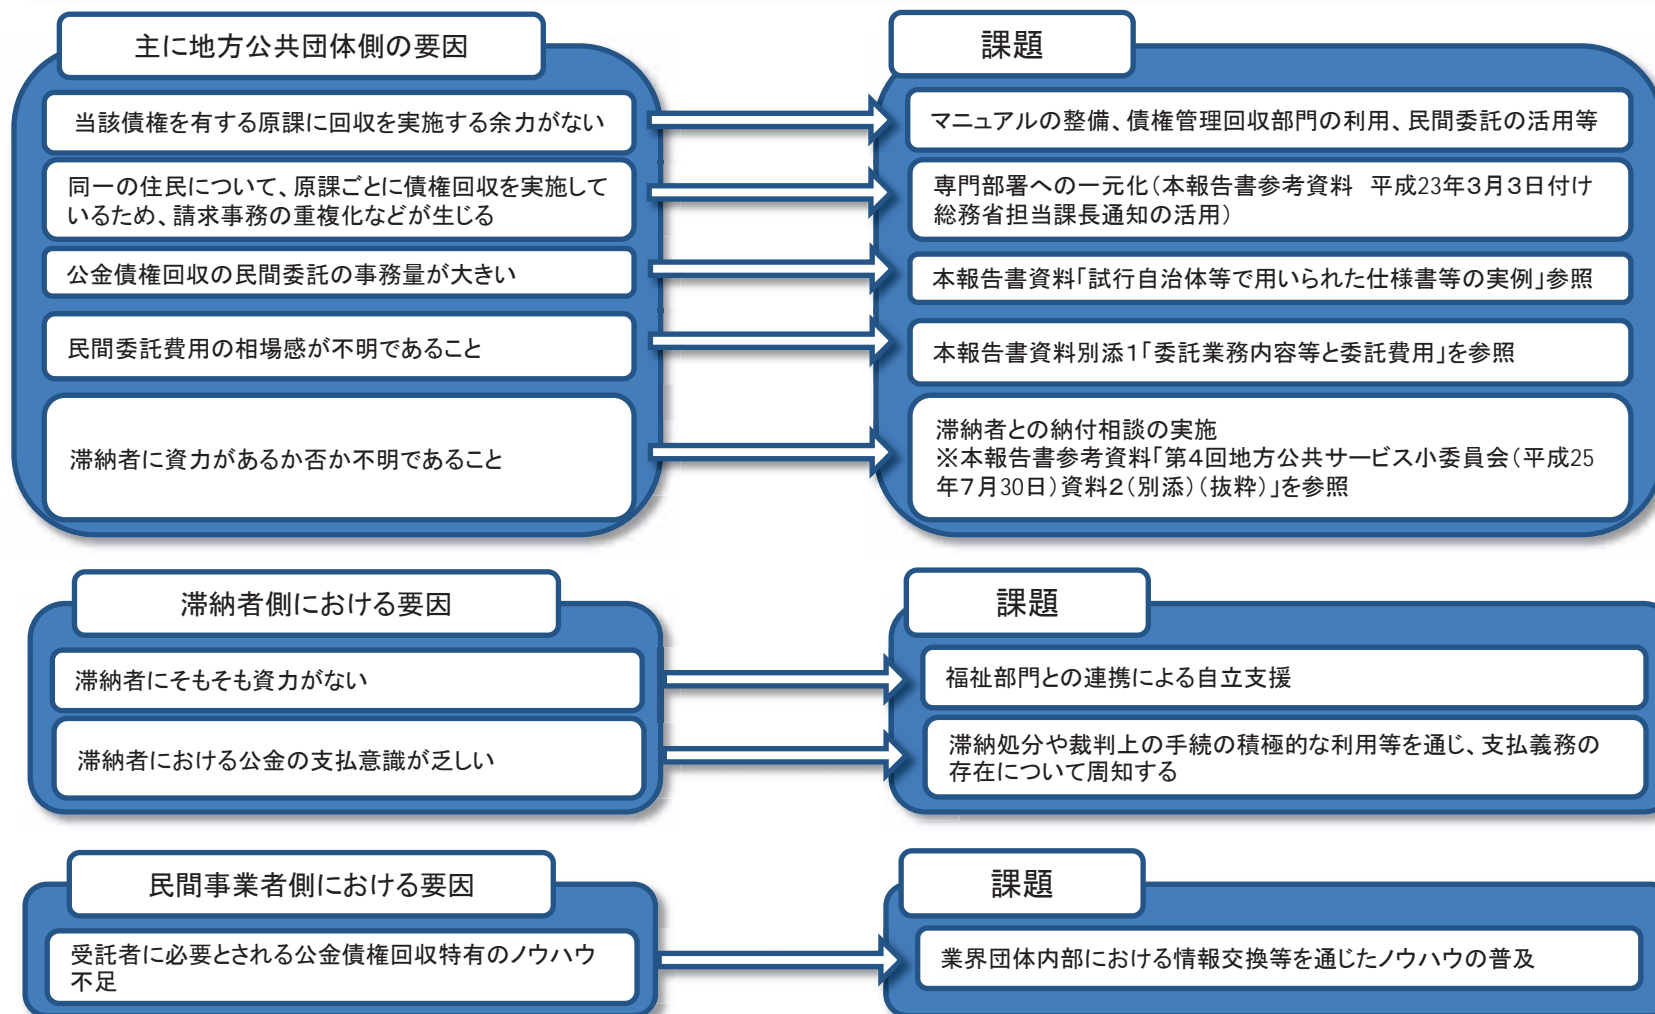 主に地方公共団体側の要因
課題
当該債権を有する原課に回収を実施する余力がない
マニュアルの整備、債権管理回収部門の利用、民間委託の活用等
同一の住民について、原課ごとに債権回収を実施して
いるため、請求事務の重複化などが生じる
専門部署への一元化(本報告書参考資料　平成23年3月3日付け
総務省担当課長通知の活用)
公金債権回収の民間委託の事務量が大きい
本報告書資料「試行自治体等で用いられた仕様書等の実例」参照
民間委託費用の相場感が不明であること
本報告書資料別添1「委託業務内容等と委託費用」を参照
滞納者に資力があるか否か不明であること
滞納者との納付相談の実施
※本報告書参考資料「第4回地方公共サービス小委員会(平成25
年7月30日)資料2(別添)(抜粋)」を参照
滞納者側における要因
課題
滞納者にそもそも資力がない
福祉部門との連携による自立支援
滞納者における公金の支払意識が乏しい
滞納処分や裁判上の手続の積極的な利用等を通じ、支払義務の
存在について周知する
民間事業者側における要因
課題
受託者に必要とされる公金債権回収特有のノウハウ
不足
業界団体内部における情報交換等を通じたノウハウの普及